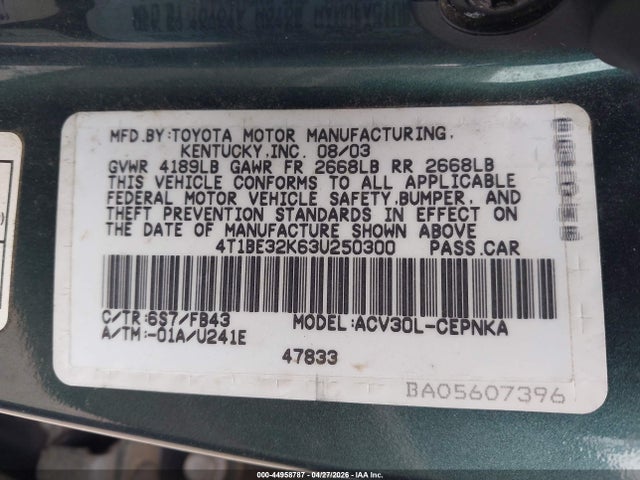 MFD.BY:TOYOTA MOTOR MANUFACTURING,
KENTUCKY,INC. 08/03
GVWR 4189LB GAWR FR 2668LB RR 2668LB
THIS VEHICLE CONFORMS TO ALL APPLICABLE
FEDERAL MOTOR VEHICLE SAFETY,BUMPER, AND
THEFT PREVENTION STANDARDS IN EFFECT ON
THE DATE OF MANUFACTURE SHOWN ABOVE.
4T1BE32K63U250300 PASS.CAR
C/TR:6S7/FB43 MODEL:ACV30L-CEPNKA
A/TM:-01A/U241E
47833
BA05607396
000-44958787 - 04/27/2026 - IAA Inc.